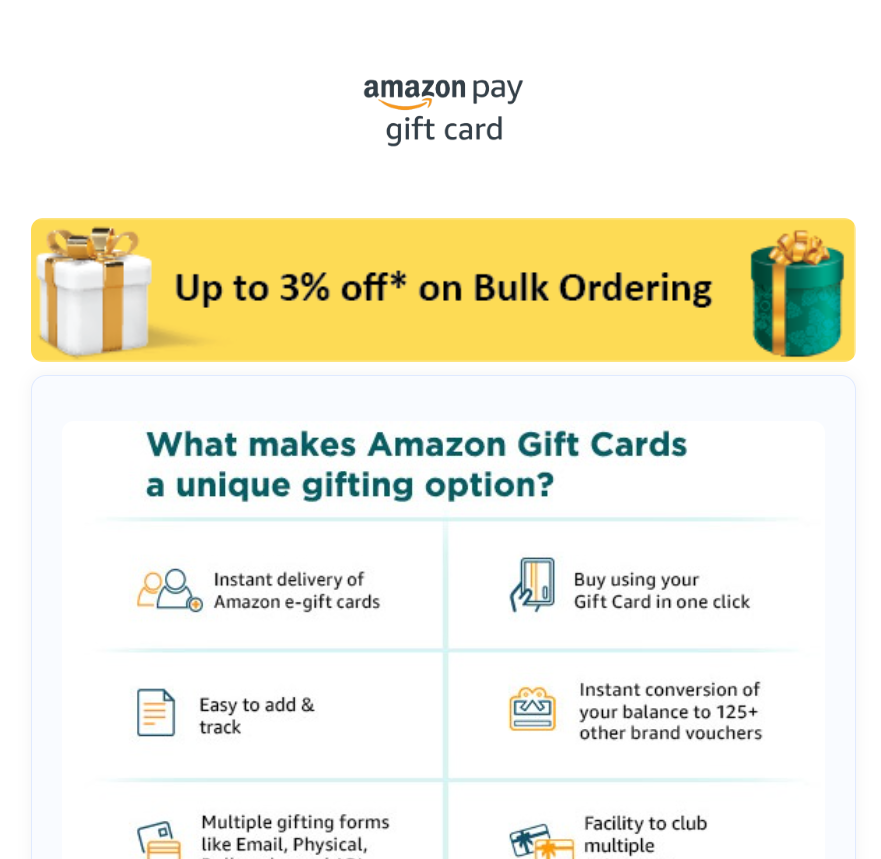 amazon pay
gift card
Up to 3% off* on Bulk Ordering
What makes Amazon Gift Cards
a unique gifting option?
Instant delivery of
Amazon e-gift cards
Buy using your
Gift Card in one click
Easy to add &
track
Instant conversion of
your balance to 125+
other brand vouchers
Multiple gifting forms
like Email, Physical,
Facility to club
multiple